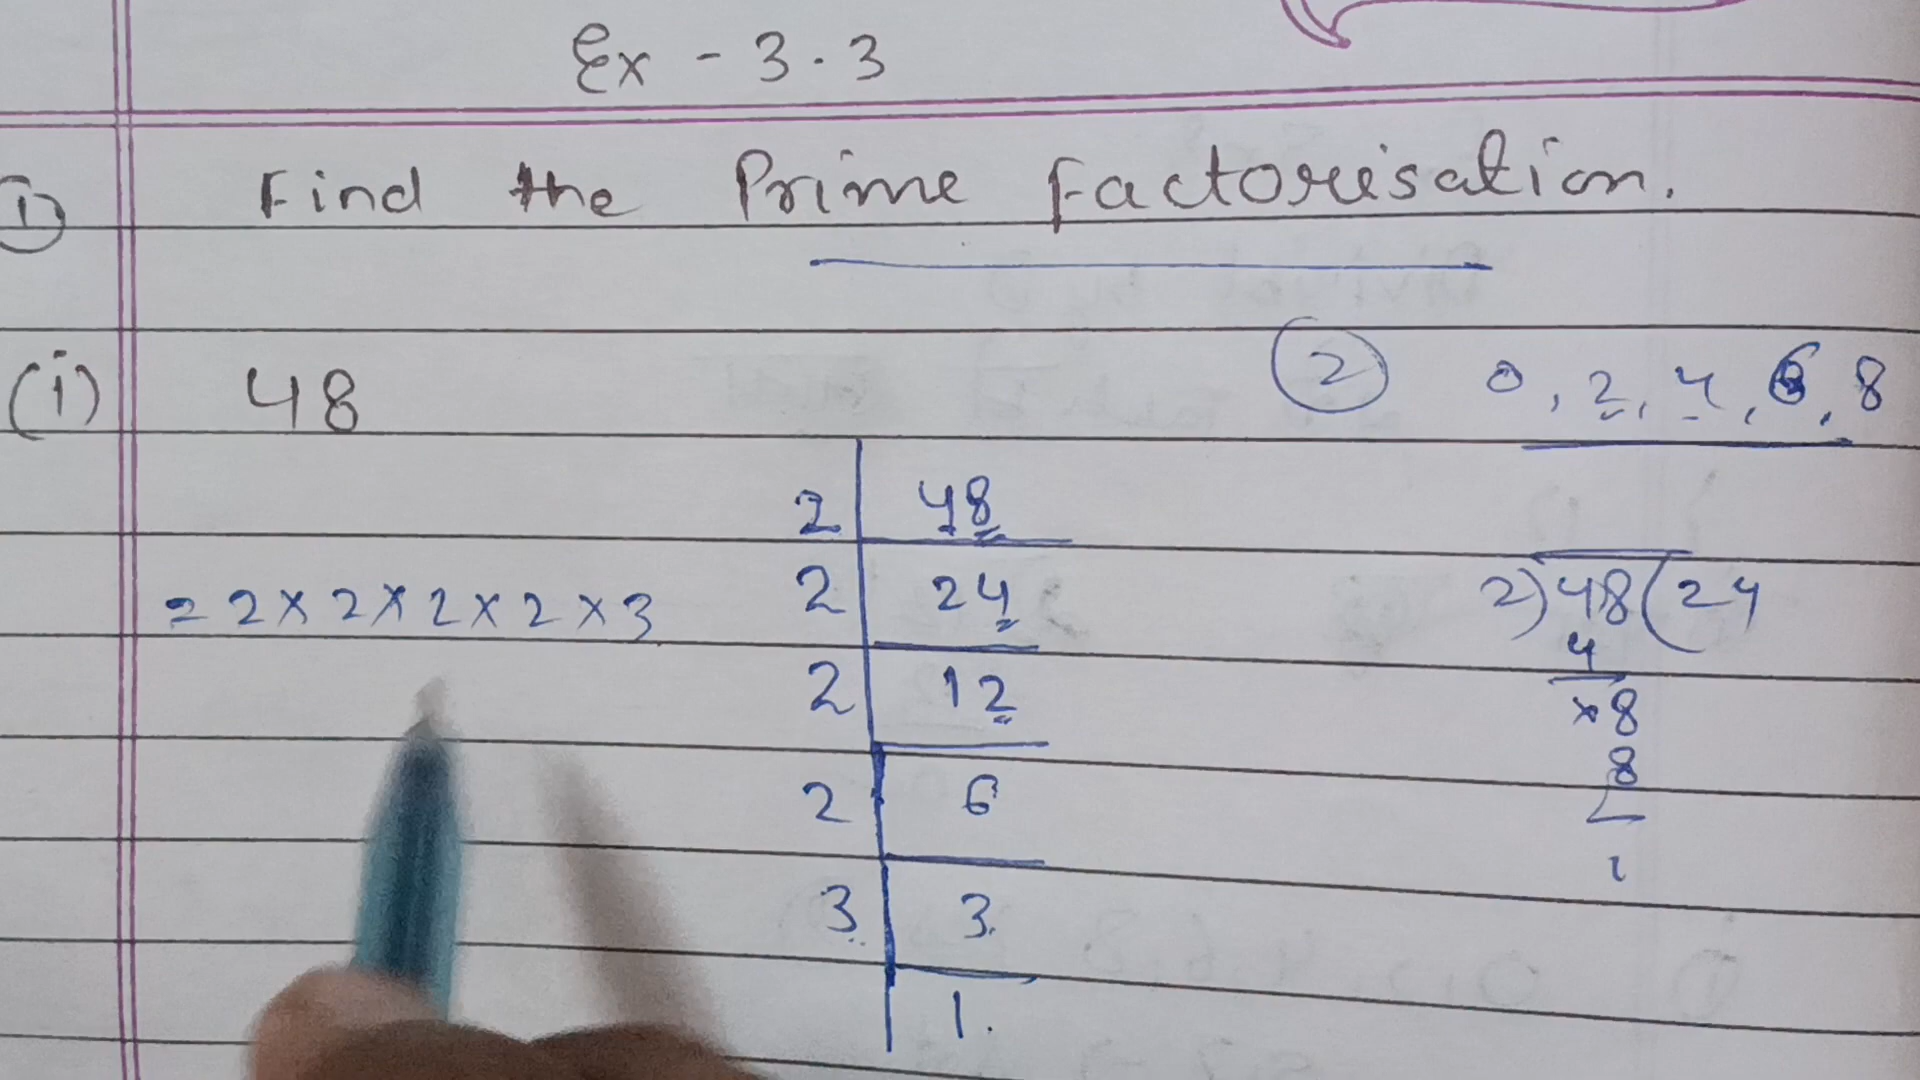 Ex - 3.3
1 Find the Prime Factorisation.
(i) 48
2 0, 2, 4, 6, 8
2 48
2 24
2 12
2 6
3 3.
1.
= 2 x 2 x 2 x 2 x 3
2)48(24
4
x8
8